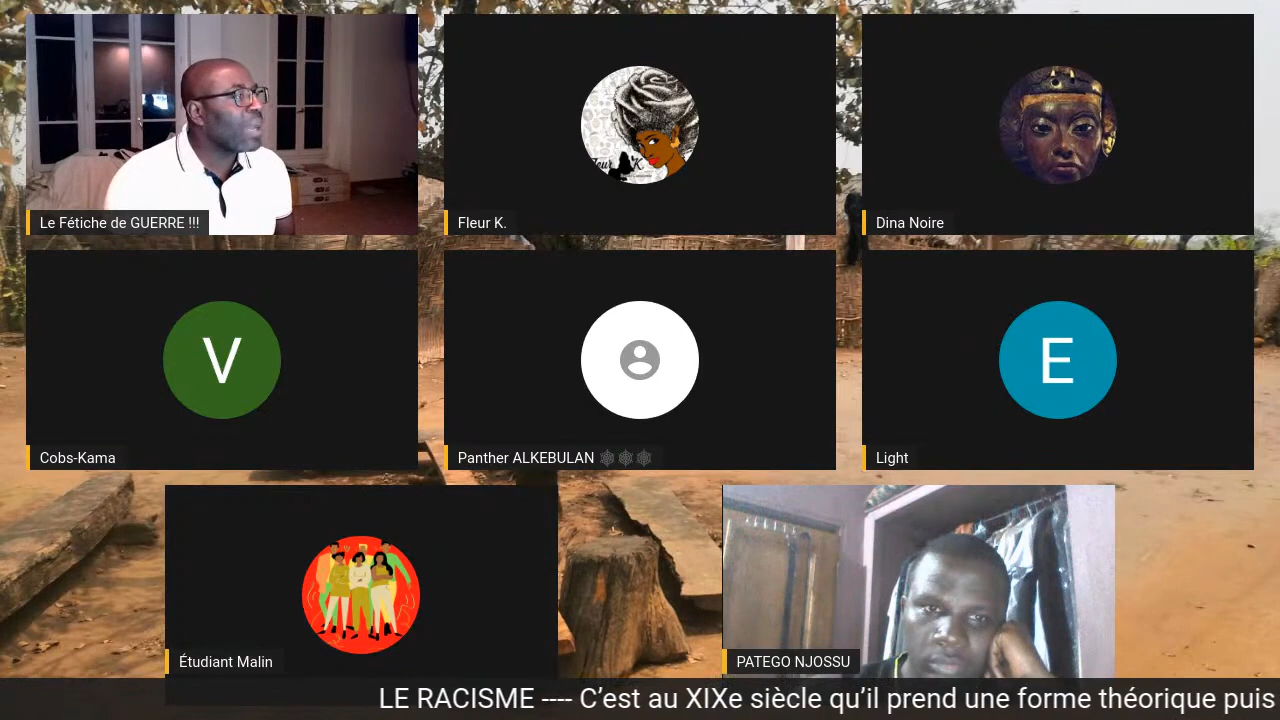 Le Fétiche de GUERRE !!!
Fleur K.
Dina Noire
V
Cobs-Kama
Panther ALKEBULAN 🕸🕸🕸
E
Light
Étudiant Malin
PATEGO NJOSSU
LE RACISME ---- C’est au XIXe siècle qu’il prend une forme théorique puis